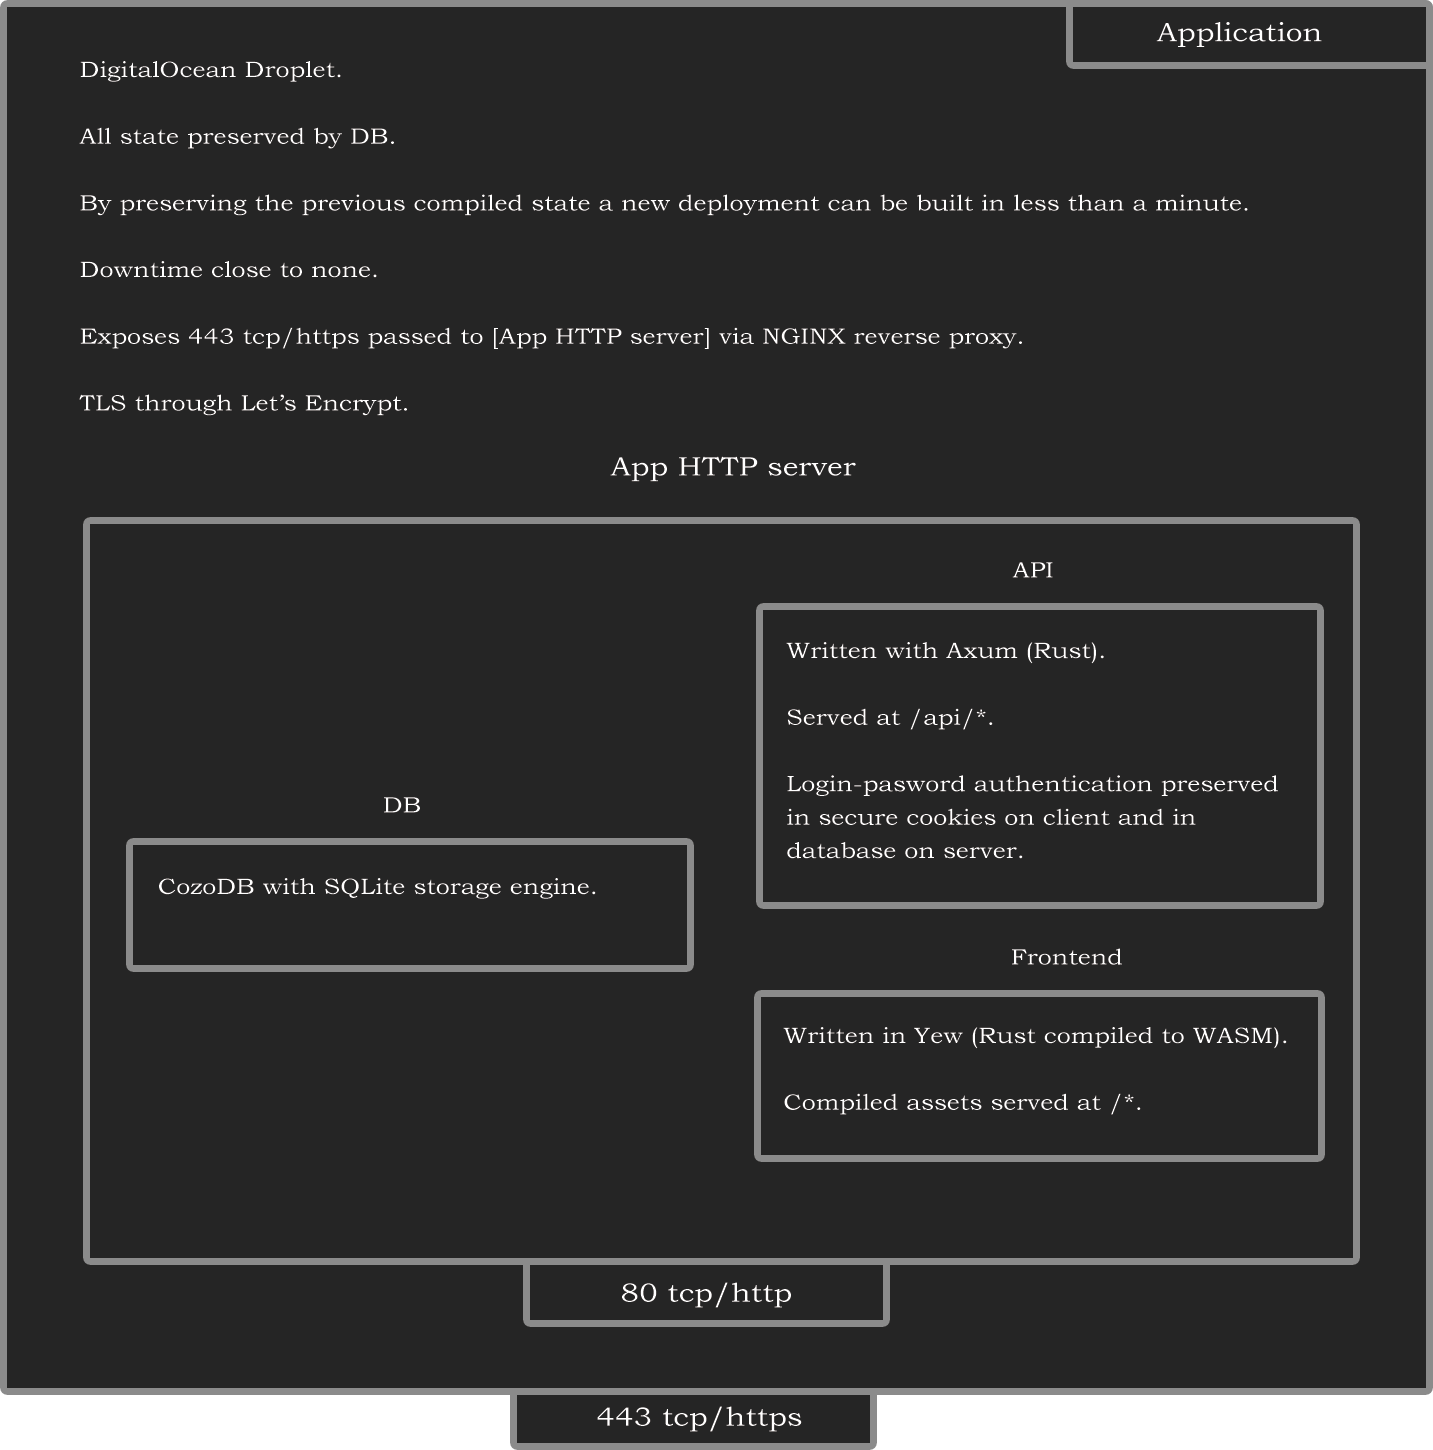 Application
DigitalOcean Droplet.
All state preserved by DB.
By preserving the previous compiled state a new deployment can be built in less than a minute.
Downtime close to none.
Exposes 443 tcp/https passed to [App HTTP server] via NGINX reverse proxy.
TLS through Let’s Encrypt.
App HTTP server
API
Written with Axum (Rust).
Served at /api/*.
Login-pasword authentication preserved
in secure cookies on client and in
database on server.
DB
CozoDB with SQLite storage engine.
Frontend
Written in Yew (Rust compiled to WASM).
Compiled assets served at /*.
80 tcp/http
443 tcp/https